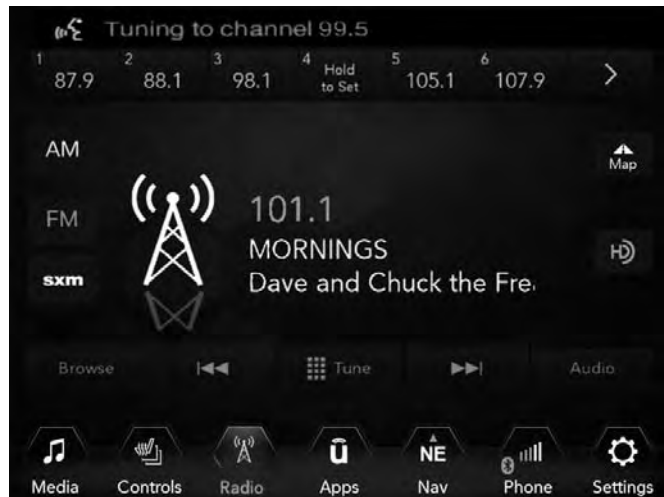 Tuning to channel 99.5
1 87.9 2 88.1 3 98.1 4 Hold to Set 5 105.1 6 107.9
AM
Map
FM
101.1
HD
MORNINGS
sxm
Dave and Chuck the Fre
Browse Tune Audio
û NE
Media Controls Radio Apps Nav Phone Settings